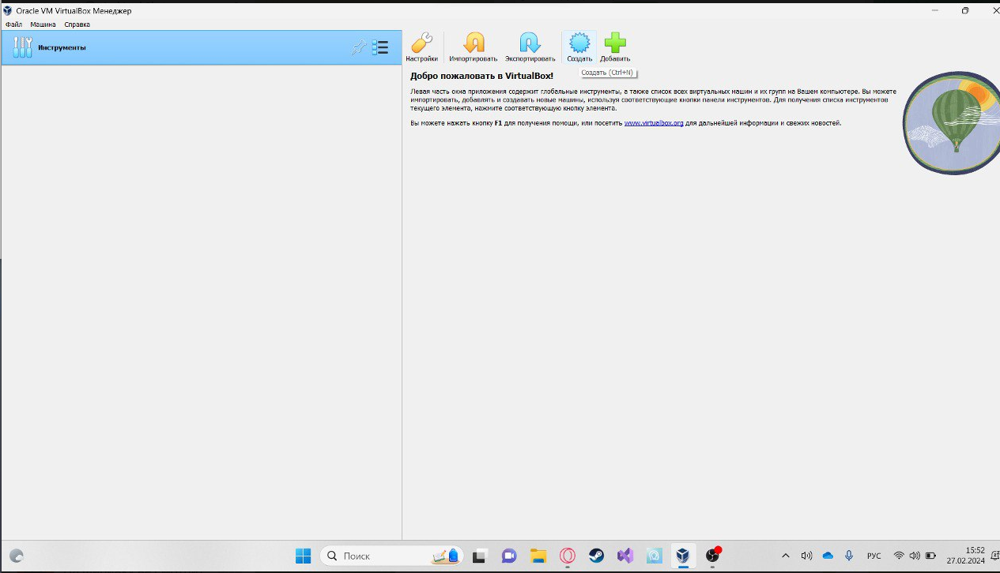 Oracle VM VirtualBox Менеджер
Файл Машина Справка
Инструменты
Настройки Импортировать Экспортировать Создать Добавить
Создать (Ctrl+N)
Добро пожаловать в VirtualBox!
Левая часть окна приложения содержит глобальные инструменты, а также список всех виртуальных машин и их групп на Вашем компьютере. Вы можете
импортировать, добавлять и создавать новые машины, используя соответствующие кнопки панели инструментов. Для получения списка инструментов
текущего элемента, нажмите соответствующую кнопку элемента.
Вы можете нажать кнопку F1 для получения помощи, или посетить www.virtualbox.org для дальнейшей информации и свежих новостей.
Поиск
РУС
15:52
27.02.2024